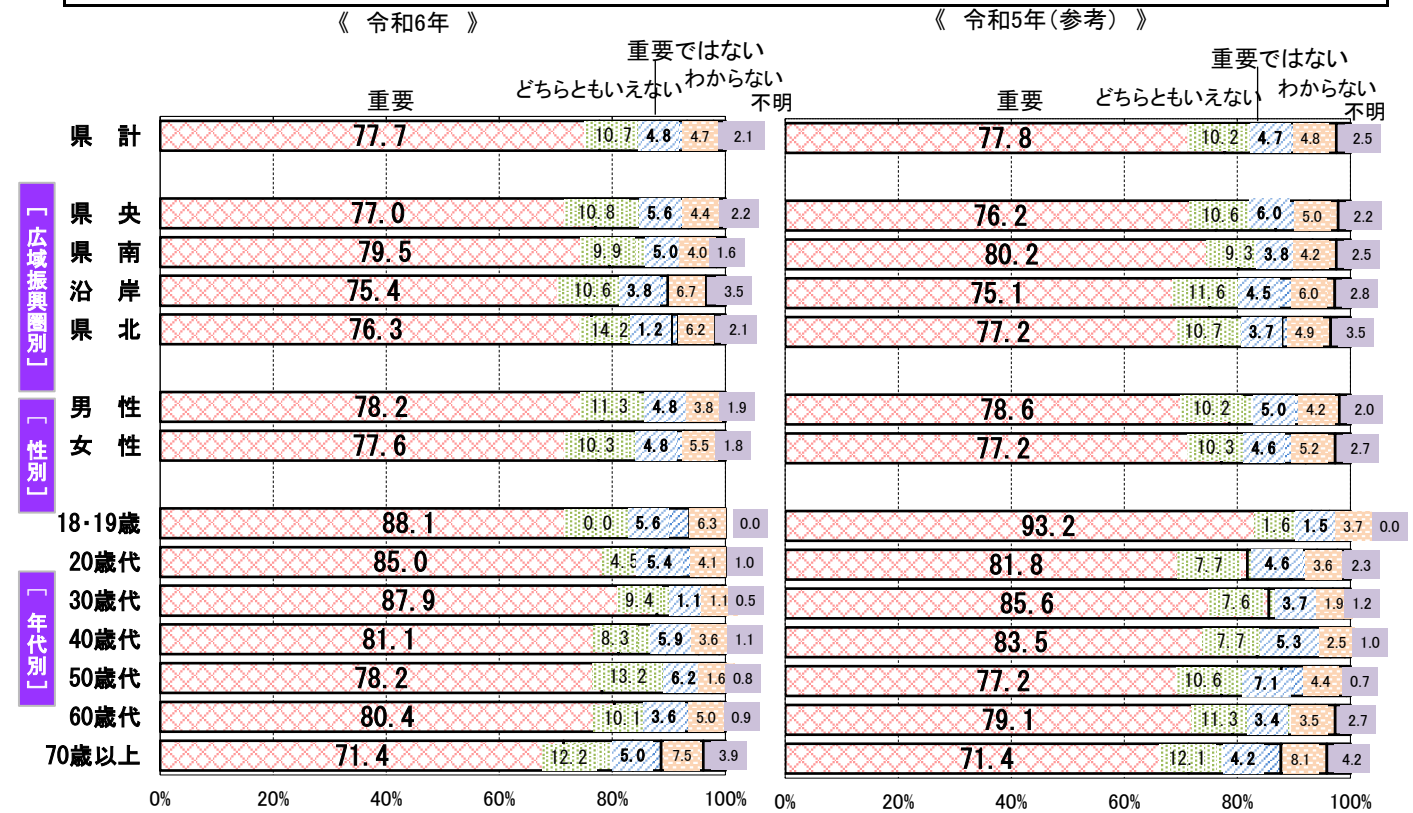 《 令和6年 》
《 令和5年(参考) 》
重要ではない
重要ではない
重要 どちらともいえない わからない
不明
重要 どちらともいえない わからない
不明
県 計 77.7 10.7 4.8 4.7 2.1 77.8 10.2 4.7 4.8 2.5
[広域振興圏別]
県 央 77.0 10.8 5.6 4.4 2.2 76.2 10.6 6.0 5.0 2.2
県 南 79.5 9.9 5.0 4.0 1.6 80.2 9.3 3.8 4.2 2.5
沿 岸 75.4 10.6 3.8 6.7 3.5 75.1 11.6 4.5 6.0 2.8
県 北 76.3 14.2 1.2 6.2 2.1 77.2 10.7 3.7 4.9 3.5
[性別]
男 性 78.2 11.3 4.8 3.8 1.9 78.6 10.2 5.0 4.2 2.0
女 性 77.6 10.3 4.8 5.5 1.8 77.2 10.3 4.6 5.2 2.7
[年代別]
18・19歳 88.1 0.0 5.6 6.3 0.0 93.2 1.6 1.5 3.7 0.0
20歳代 85.0 4.5 5.4 4.1 1.0 81.8 7.7 4.6 3.6 2.3
30歳代 87.9 9.4 1.1 1.1 0.5 85.6 7.6 3.7 1.9 1.2
40歳代 81.1 8.3 5.9 3.6 1.1 83.5 7.7 5.3 2.5 1.0
50歳代 78.2 13.2 6.2 1.6 0.8 77.2 10.6 7.1 4.4 0.7
60歳代 80.4 10.1 3.6 5.0 0.9 79.1 11.3 3.4 3.5 2.7
70歳以上 71.4 12.2 5.0 7.5 3.9 71.4 12.1 4.2 8.1 4.2
0% 20% 40% 60% 80% 100% 0% 20% 40% 60% 80% 100%